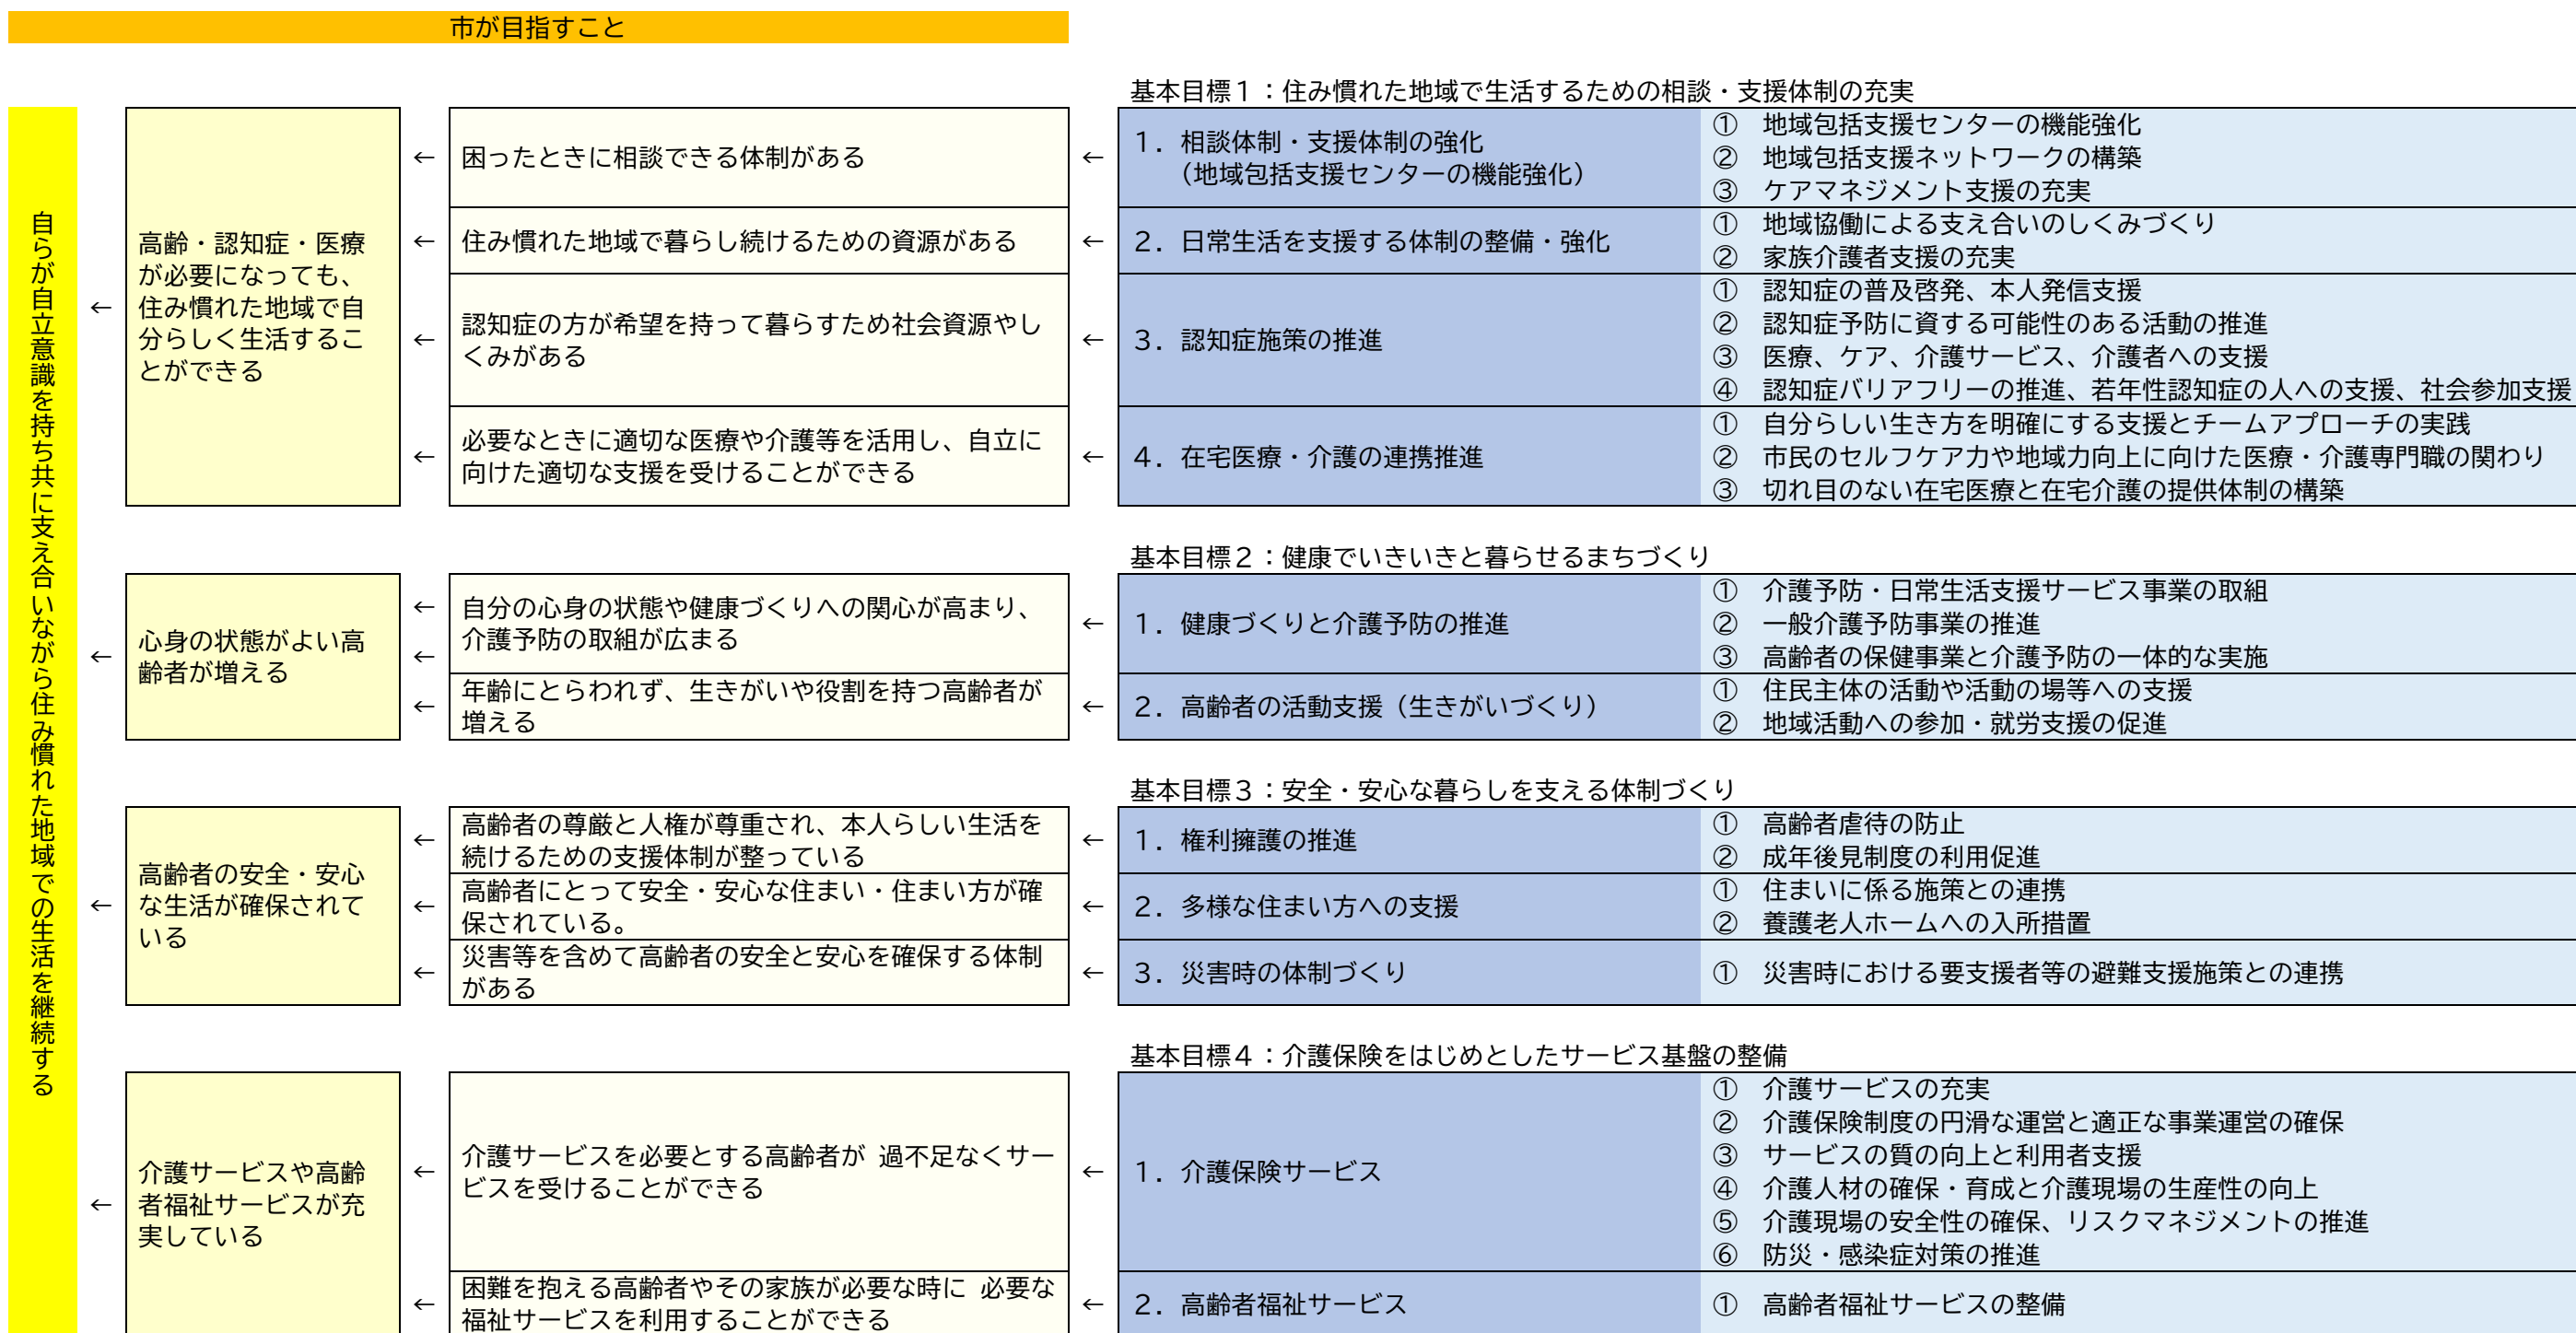 市が目指すこと
自らが自立意識を持ち共に支え合いながら住み慣れた地域での生活を継続する
基本目標1：住み慣れた地域で生活するための相談・支援体制の充実
←
高齢・認知症・医療
が必要になっても、
住み慣れた地域で自
分らしく生活するこ
とができる
←
困ったときに相談できる体制がある
←
1．相談体制・支援体制の強化
（地域包括支援センターの機能強化）
① 地域包括支援センターの機能強化
② 地域包括支援ネットワークの構築
③ ケアマネジメント支援の充実
←
住み慣れた地域で暮らし続けるための資源がある
←
2．日常生活を支援する体制の整備・強化
① 地域協働による支え合いのしくみづくり
② 家族介護者支援の充実
←
認知症の方が希望を持って暮らすため社会資源やし
くみがある
←
3．認知症施策の推進
① 認知症の普及啓発、本人発信支援
② 認知症予防に資する可能性のある活動の推進
③ 医療、ケア、介護サービス、介護者への支援
④ 認知症バリアフリーの推進、若年性認知症の人への支援、社会参加支援
←
必要なときに適切な医療や介護等を活用し、自立に
向けた適切な支援を受けることができる
←
4．在宅医療・介護の連携推進
① 自分らしい生き方を明確にする支援とチームアプローチの実践
② 市民のセルフケア力や地域力向上に向けた医療・介護専門職の関わり
③ 切れ目のない在宅医療と在宅介護の提供体制の構築
基本目標2：健康でいきいきと暮らせるまちづくり
←
心身の状態がよい高
齢者が増える
←
←
自分の心身の状態や健康づくりへの関心が高まり、
介護予防の取組が広まる
←
1．健康づくりと介護予防の推進
① 介護予防・日常生活支援サービス事業の取組
② 一般介護予防事業の推進
③ 高齢者の保健事業と介護予防の一体的な実施
←
年齢にとらわれず、生きがいや役割を持つ高齢者が
増える
←
2．高齢者の活動支援（生きがいづくり）
① 住民主体の活動や活動の場等への支援
② 地域活動への参加・就労支援の促進
基本目標3：安全・安心な暮らしを支える体制づくり
←
高齢者の安全・安心
な生活が確保されて
いる
←
高齢者の尊厳と人権が尊重され、本人らしい生活を
続けるための支援体制が整っている
←
1．権利擁護の推進
① 高齢者虐待の防止
② 成年後見制度の利用促進
←
高齢者にとって安全・安心な住まい・住まい方が確
保されている。
←
2．多様な住まい方への支援
① 住まいに係る施策との連携
② 養護老人ホームへの入所措置
←
災害等を含めて高齢者の安全と安心を確保する体制
がある
←
3．災害時の体制づくり
① 災害時における要支援者等の避難支援施策との連携
基本目標4：介護保険をはじめとしたサービス基盤の整備
←
介護サービスや高齢
者福祉サービスが充
実している
←
介護サービスを必要とする高齢者が 過不足なくサー
ビスを受けることができる
←
1．介護保険サービス
① 介護サービスの充実
② 介護保険制度の円滑な運営と適正な事業運営の確保
③ サービスの質の向上と利用者支援
④ 介護人材の確保・育成と介護現場の生産性の向上
⑤ 介護現場の安全性の確保、リスクマネジメントの推進
⑥ 防災・感染症対策の推進
←
困難を抱える高齢者やその家族が必要な時に 必要な
福祉サービスを利用することができる
←
2．高齢者福祉サービス
① 高齢者福祉サービスの整備